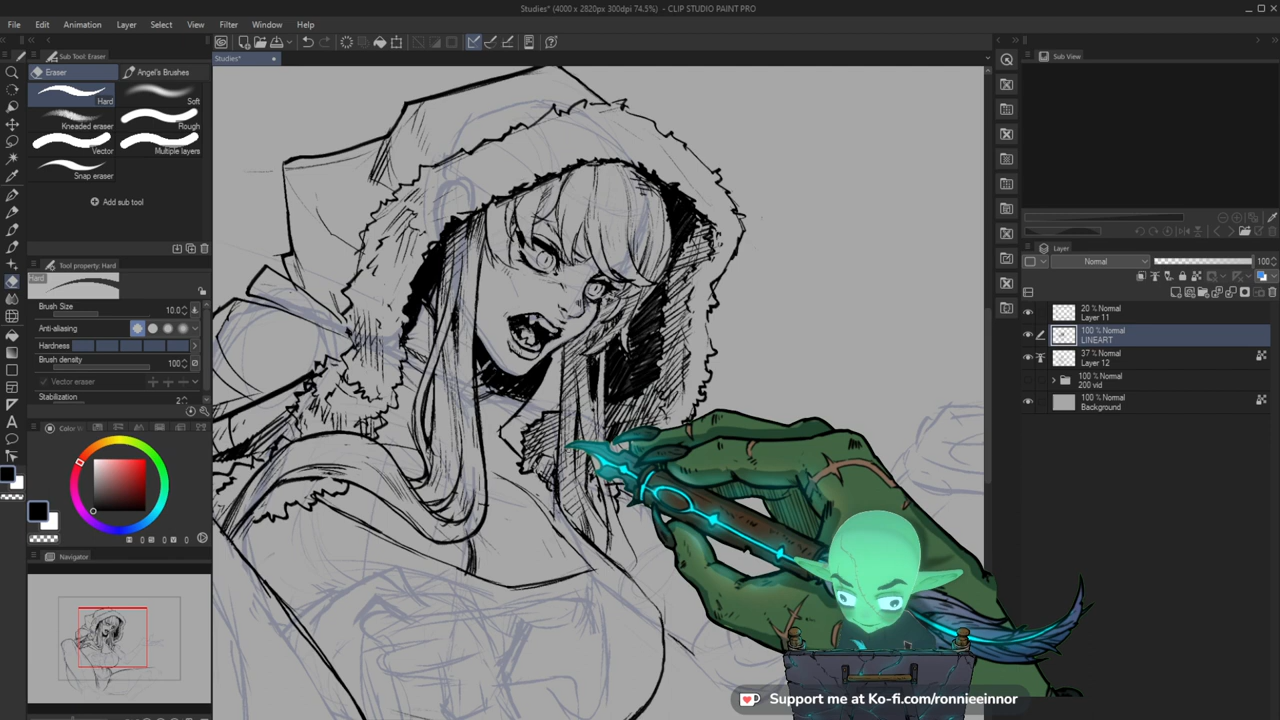 Studies* (4000 x 2820px 300dpi 74.5%) - CLIP STUDIO PAINT PRO
File Edit Animation Layer Select View Filter Window Help
Sub Tool: Eraser
Eraser
Angel's Brushes
Hard
Soft
Kneaded eraser
Rough
Vector
Multiple layers
Snap eraser
Add sub tool
Tool property: Hard
Hard
Brush Size 10.0
Anti-aliasing
Hardness
Brush density 100
Vector eraser
Stabilization 2
Navigator
Studies*
Sub View
Layer
Normal 100
20 % Normal
Layer 11
100 % Normal
LINEART
37 % Normal
Layer 12
100 % Normal
200 vid
100 % Normal
Background
Support me at Ko-fi.com/ronnieeinnor